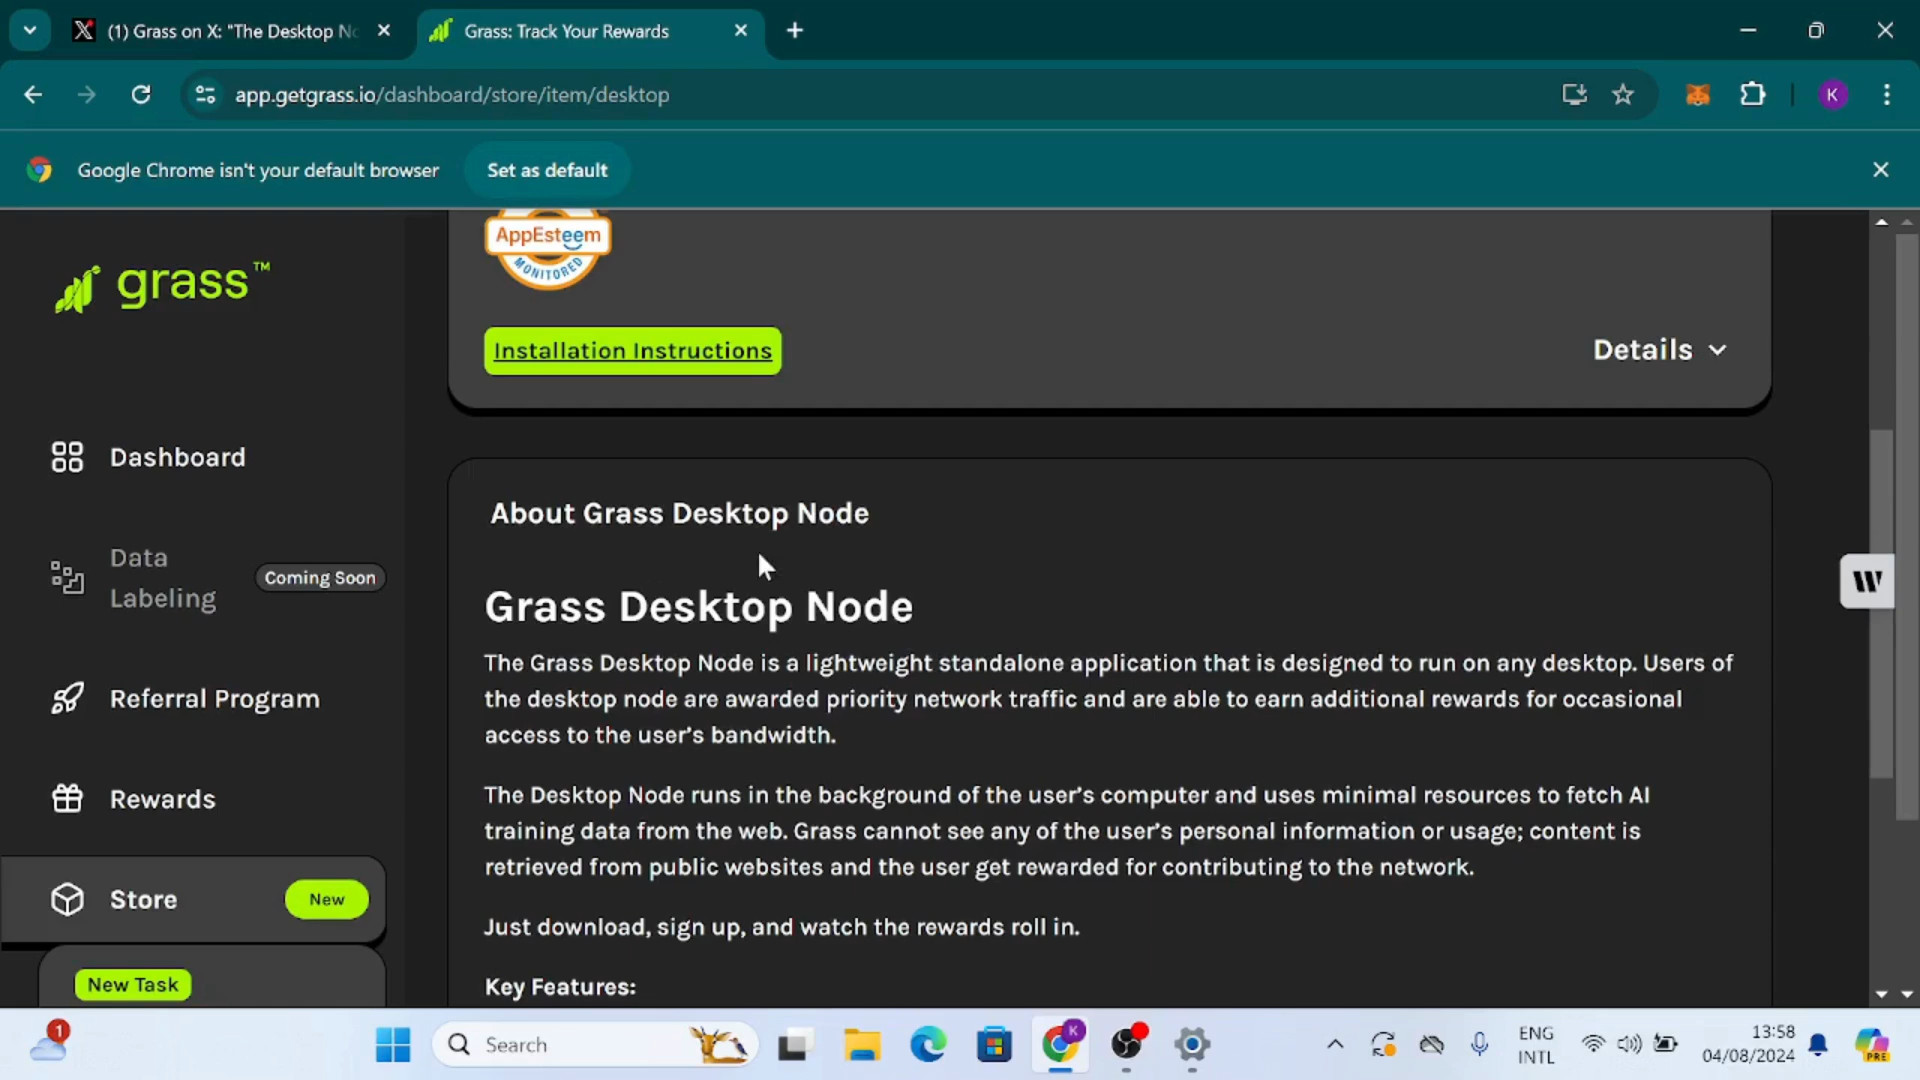 (1) Grass on X: "The Desktop No
Grass: Track Your Rewards
app.getgrass.io/dashboard/store/item/desktop
K
Google Chrome isn't your default browser
Set as default
grass™
AppEsteem
MONITORED
Installation Instructions
Details
Dashboard
Data
Labeling
Coming Soon
Referral Program
Rewards
Store
New
New Task
About Grass Desktop Node
Grass Desktop Node
The Grass Desktop Node is a lightweight standalone application that is designed to run on any desktop. Users of
the desktop node are awarded priority network traffic and are able to earn additional rewards for occasional
access to the user's bandwidth.
The Desktop Node runs in the background of the user's computer and uses minimal resources to fetch AI
training data from the web. Grass cannot see any of the user's personal information or usage; content is
retrieved from public websites and the user get rewarded for contributing to the network.
Just download, sign up, and watch the rewards roll in.
Key Features:
W
1
Search
K
ENG
INTL
13:58
04/08/2024
PRE